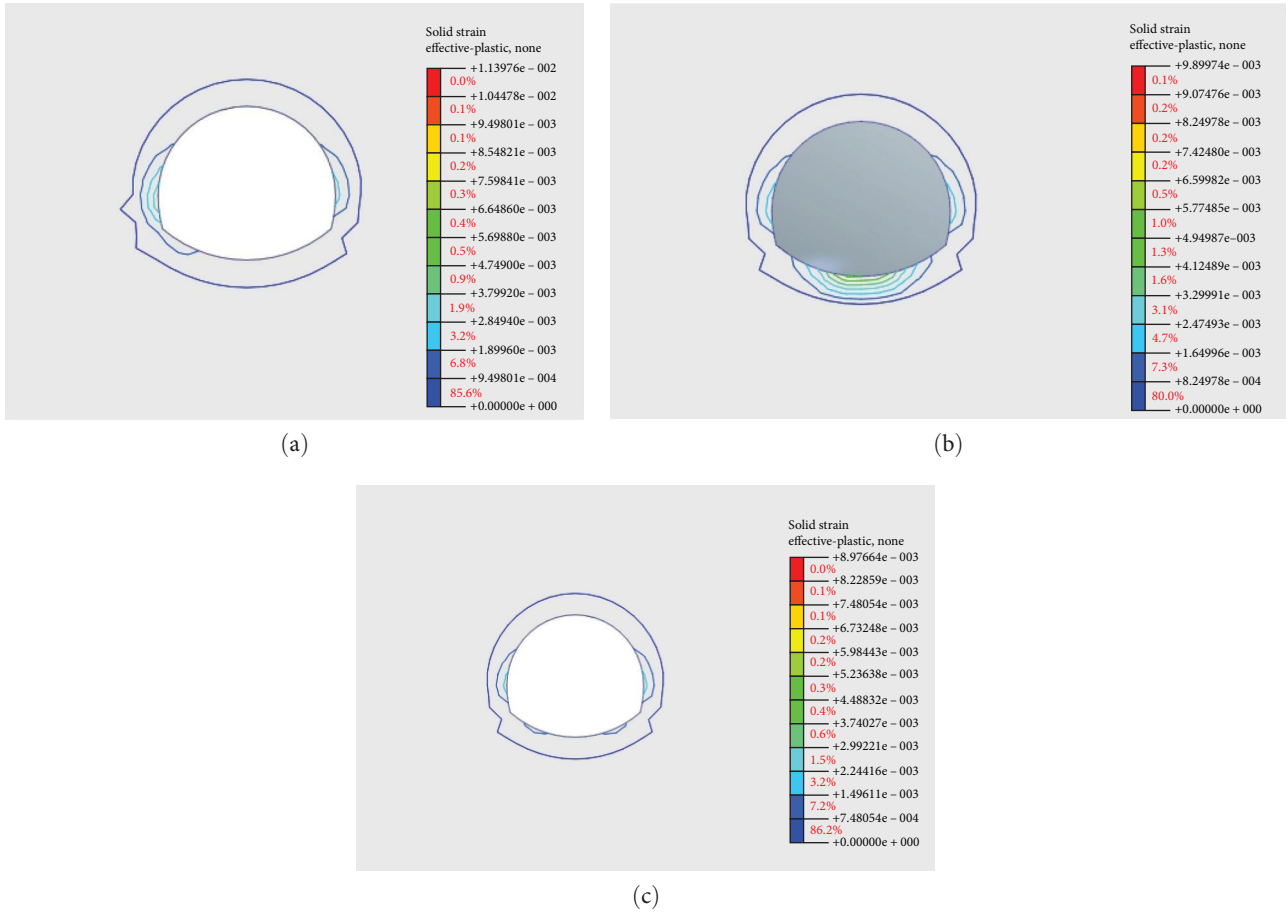 Solid strain
effective-plastic, none
+1.13976e – 002
0.0%
+1.04478e – 002
0.1%
+9.49801e – 003
0.1%
+8.54821e – 003
0.2%
+7.59841e – 003
0.3%
+6.64860e – 003
0.4%
+5.69880e – 003
0.5%
+4.74900e – 003
0.9%
+3.79920e – 003
1.9%
+2.84940e – 003
3.2%
+1.89960e – 003
6.8%
+9.49801e – 004
85.6%
+0.00000e + 000
(a)
Solid strain
effective-plastic, none
+9.89974e – 003
0.1%
+9.07476e – 003
0.2%
+8.24978e – 003
0.2%
+7.42480e – 003
0.2%
+6.59982e – 003
0.5%
+5.77485e – 003
1.0%
+4.94987e–003
1.3%
+4.12489e – 003
1.6%
+3.29991e – 003
3.1%
+2.47493e – 003
4.7%
+1.64996e – 003
7.3%
+8.24978e – 004
80.0%
+0.00000e + 000
(b)
Solid strain
effective-plastic, none
+8.97664e – 003
0.0%
+8.22859e – 003
0.1%
+7.48054e – 003
0.1%
+6.73248e – 003
0.2%
+5.98443e – 003
0.2%
+5.23638e – 003
0.3%
+4.48832e – 003
0.4%
+3.74027e – 003
0.6%
+2.99221e – 003
1.5%
+2.24416e – 003
3.2%
+1.49611e – 003
7.2%
+7.48054e – 004
86.2%
+0.00000e + 000
(c)